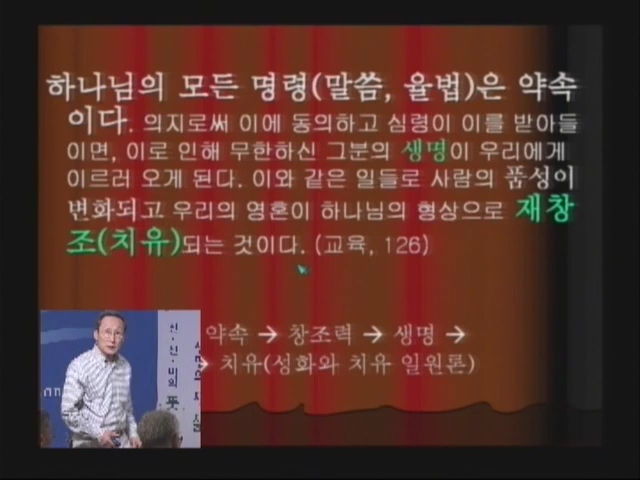 하나님의 모든 명령(말씀, 율법)은 약속
이다. 의지로써 이에 동의하고 심령이 이를 받아들
이면, 이로 인해 무한하신 그분의 생명이 우리에게
이르러 오게 된다. 이와 같은 일들로 사람의 품성이
변화되고 우리의 영혼이 하나님의 형상으로 재창
조(치유)되는 것이다. (교육, 126)
약속 → 창조력 → 생명 →
치유(성화와 치유 일원론)
진·선·미의